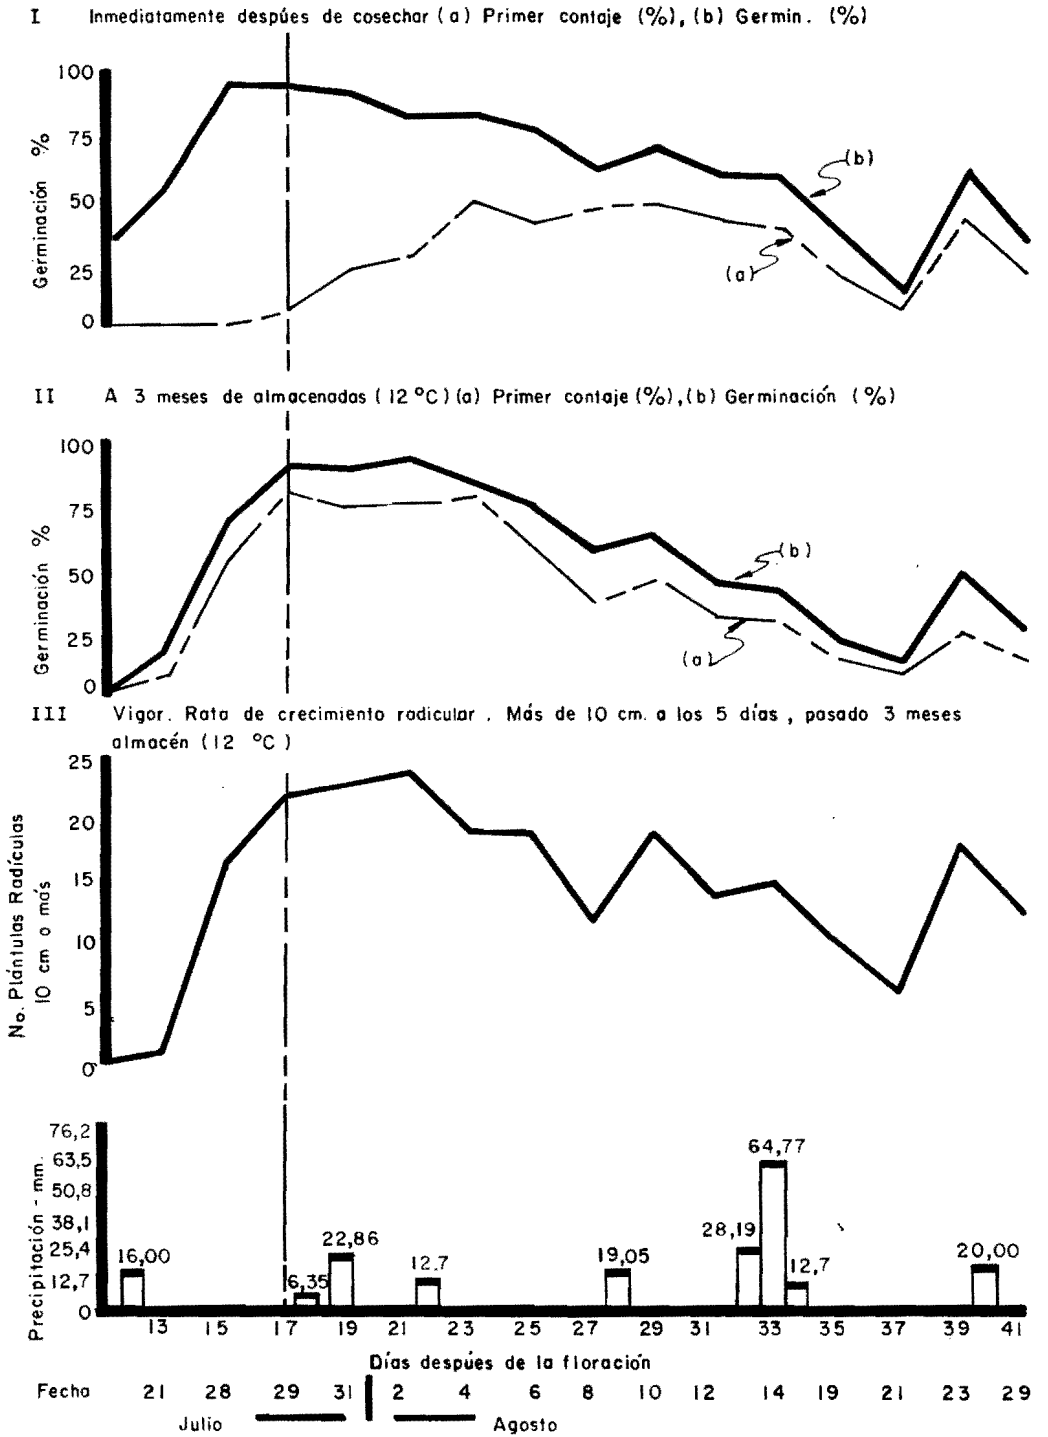 I Inmediatamente despúes de cosechar (a) Primer contaje (%), (b) Germin. (%)
Germinación %
100
75
50
25
0
(b)
(a)
II A 3 meses de almacenadas (12 °C) (a) Primer contaje (%), (b) Germinación (%)
Germinación %
100
75
50
25
0
(b)
(a)
III Vigor. Rata de crecimiento radicular. Más de 10 cm. a los 5 días, pasado 3 meses
almacén (12 °C)
No. Plántulas Radículas
10 cm o más
25
20
15
10
5
0
Precipitación - mm.
76,2
63,5
50,8
38,1
25,4
12,7
0
16,00
6,35
22,86
12.7
19,05
28,19
64,77
12,7
20,00
13 15 17 19 21 23 25 27 29 31 33 35 37 39 41
Días despúes de la floración
Fecha 21 28 29 31 2 4 6 8 10 12 14 19 21 23 29
Julio Agosto